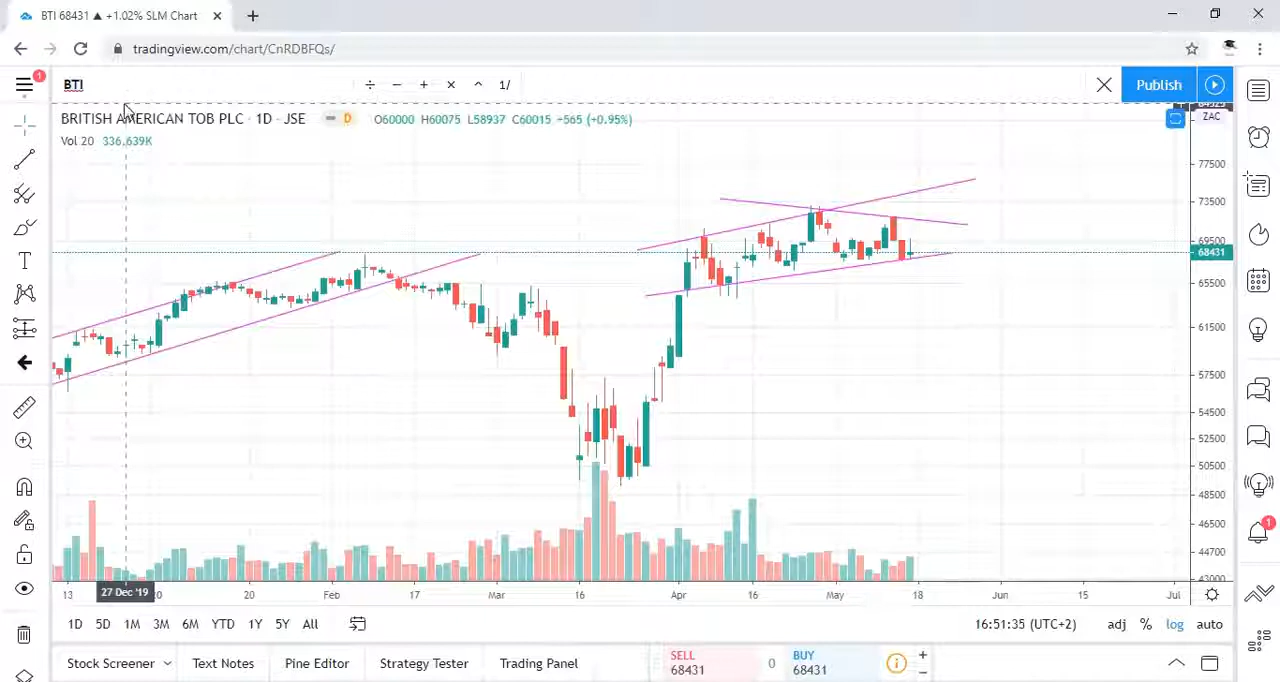 BTI 68431 ▲ +1.02% SLM Chart
tradingview.com/chart/CnRDBFQs/
1
BTI
÷ − + × ^ 1/
Publish
BRITISH AMERICAN TOB PLC · 1D · JSE D O60000 H60075 L58937 C60015 +565 (+0.95%)
ZAC
Vol 20 336.639K
77500
73500
69500
68431
65500
61500
57500
54500
52500
50500
48500
46500
44700
43000
1
13 27 Dec '19 20 Feb 17 Mar 16 Apr 16 May 18 Jun 15 Jul
1D 5D 1M 3M 6M YTD 1Y 5Y All 16:51:35 (UTC+2) adj % log auto
Stock Screener Text Notes Pine Editor Strategy Tester Trading Panel
SELL
68431
0
BUY
68431